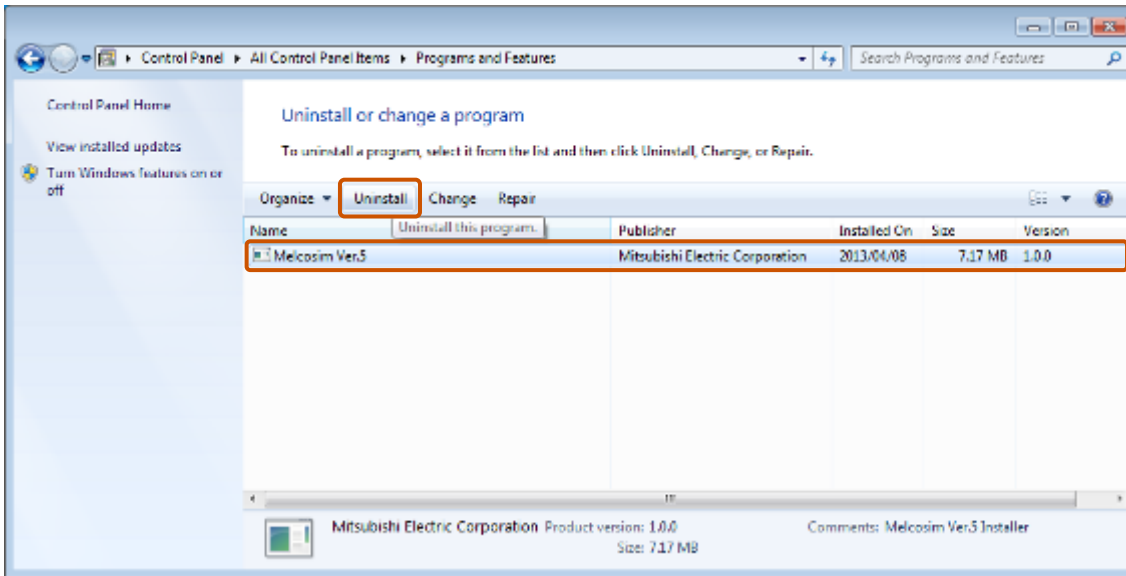 Control Panel All Control Panel Items Programs and Features Search Programs and Features
Control Panel Home
View installed updates
Turn Windows features on or
off
Uninstall or change a program
To uninstall a program, select it from the list and then click Uninstall, Change, or Repair.
Organize Uninstall Change Repair
Uninstall this program.
Name Publisher Installed On Size Version
Melcosim Ver.5 Mitsubishi Electric Corporation 2013/04/08 7.17 MB 1.0.0
Mitsubishi Electric Corporation Product version: 1.0.0 Comments: Melcosim Ver.5 Installer
Size: 7.17 MB